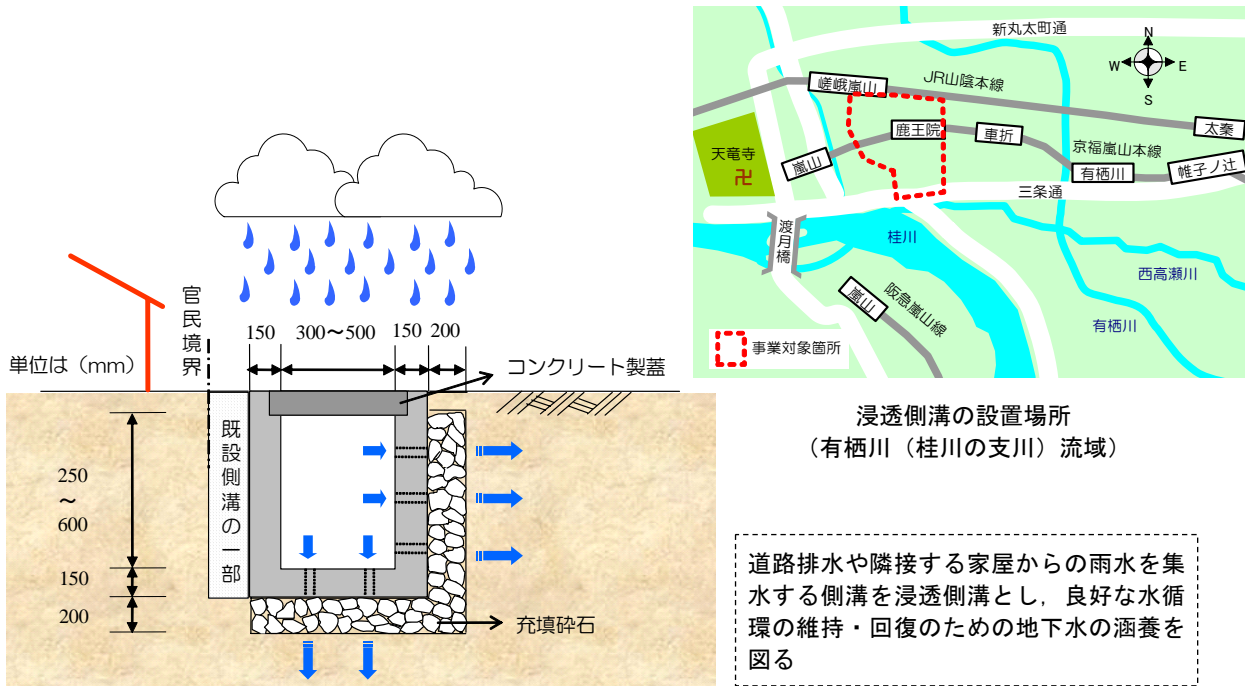 官民境界
単位は（mm）
150
300～500
150
200
コンクリート製蓋
既設側溝の一部
250
～
600
150
200
充填砕石
新丸太町通
N
W
E
S
嵯峨嵐山
JR山陰本線
太秦
鹿王院
車折
京福嵐山本線
有栖川
帷子ノ辻
天竜寺
卍
嵐山
三条通
渡月橋
桂川
西高瀬川
有栖川
嵐山
阪急嵐山線
事業対象箇所
浸透側溝の設置場所
（有栖川（桂川の支川）流域）
道路排水や隣接する家屋からの雨水を集
水する側溝を浸透側溝とし，良好な水循
環の維持・回復のための地下水の涵養を
図る